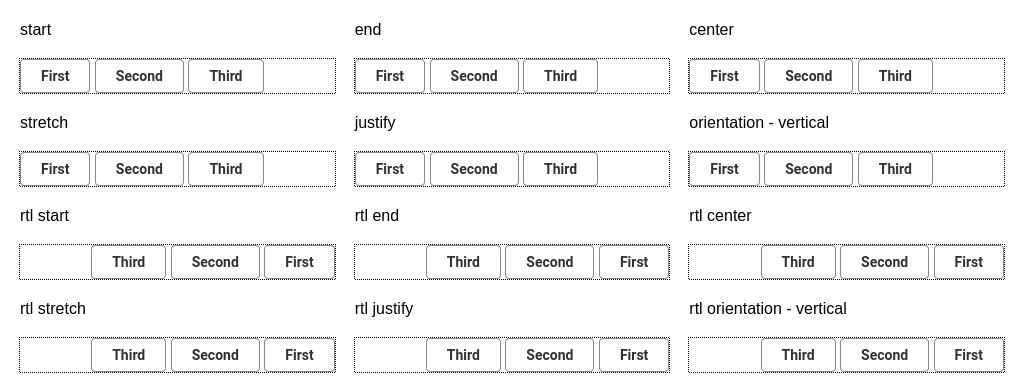 start end center
First Second Third First Second Third First Second Third
stretch justify orientation - vertical
First Second Third First Second Third First Second Third
rtl start rtl end rtl center
Third Second First Third Second First Third Second First
rtl stretch rtl justify rtl orientation - vertical
Third Second First Third Second First Third Second First